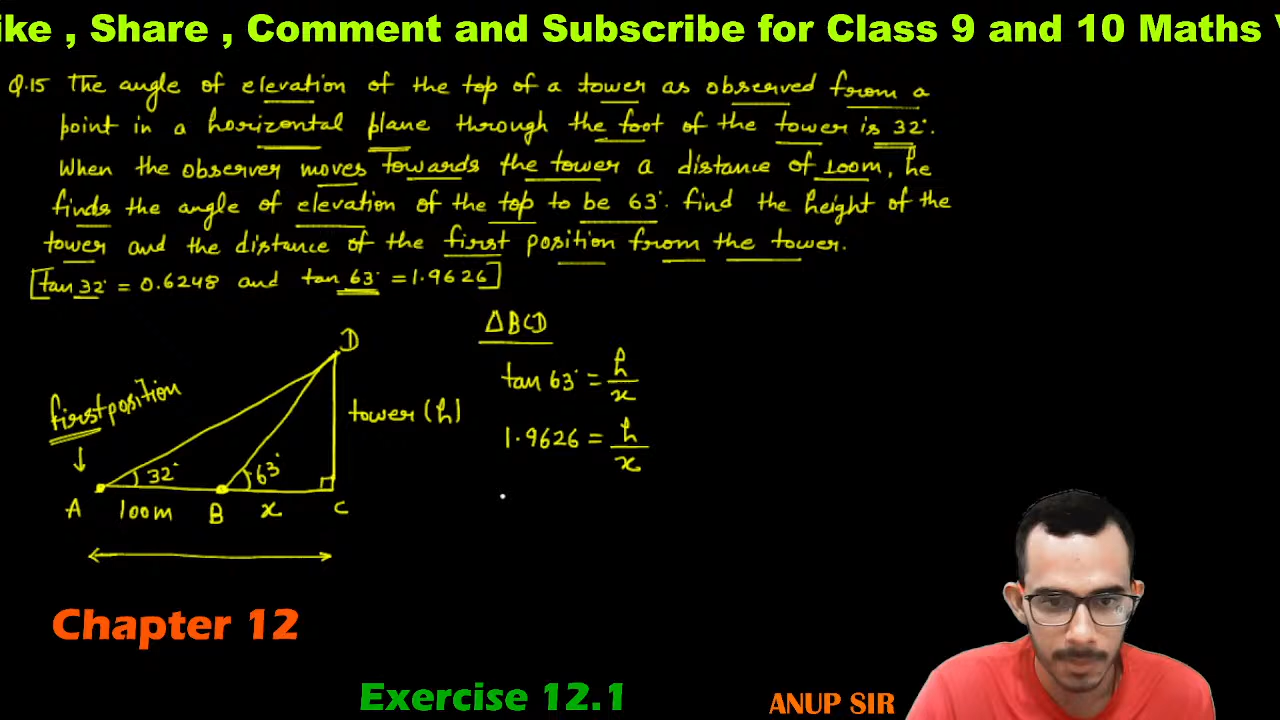 ike , Share , Comment and Subscribe for Class 9 and 10 Maths
Q.15 The angle of elevation of the top of a tower as observed from a
point in a horizontal plane through the foot of the tower is 32°.
When the observer moves towards the tower a distance of 100m, he
finds the angle of elevation of the top to be 63°. find the height of the
tower and the distance of the first position from the tower.
[tan 32° = 0.6248 and tan 63° = 1.9626]
D
first position
tower (h)
32°
63°
A 100m B x C
△BCD
tan 63° = h/x
1.9626 = h/x
Chapter 12
Exercise 12.1
ANUP SIR